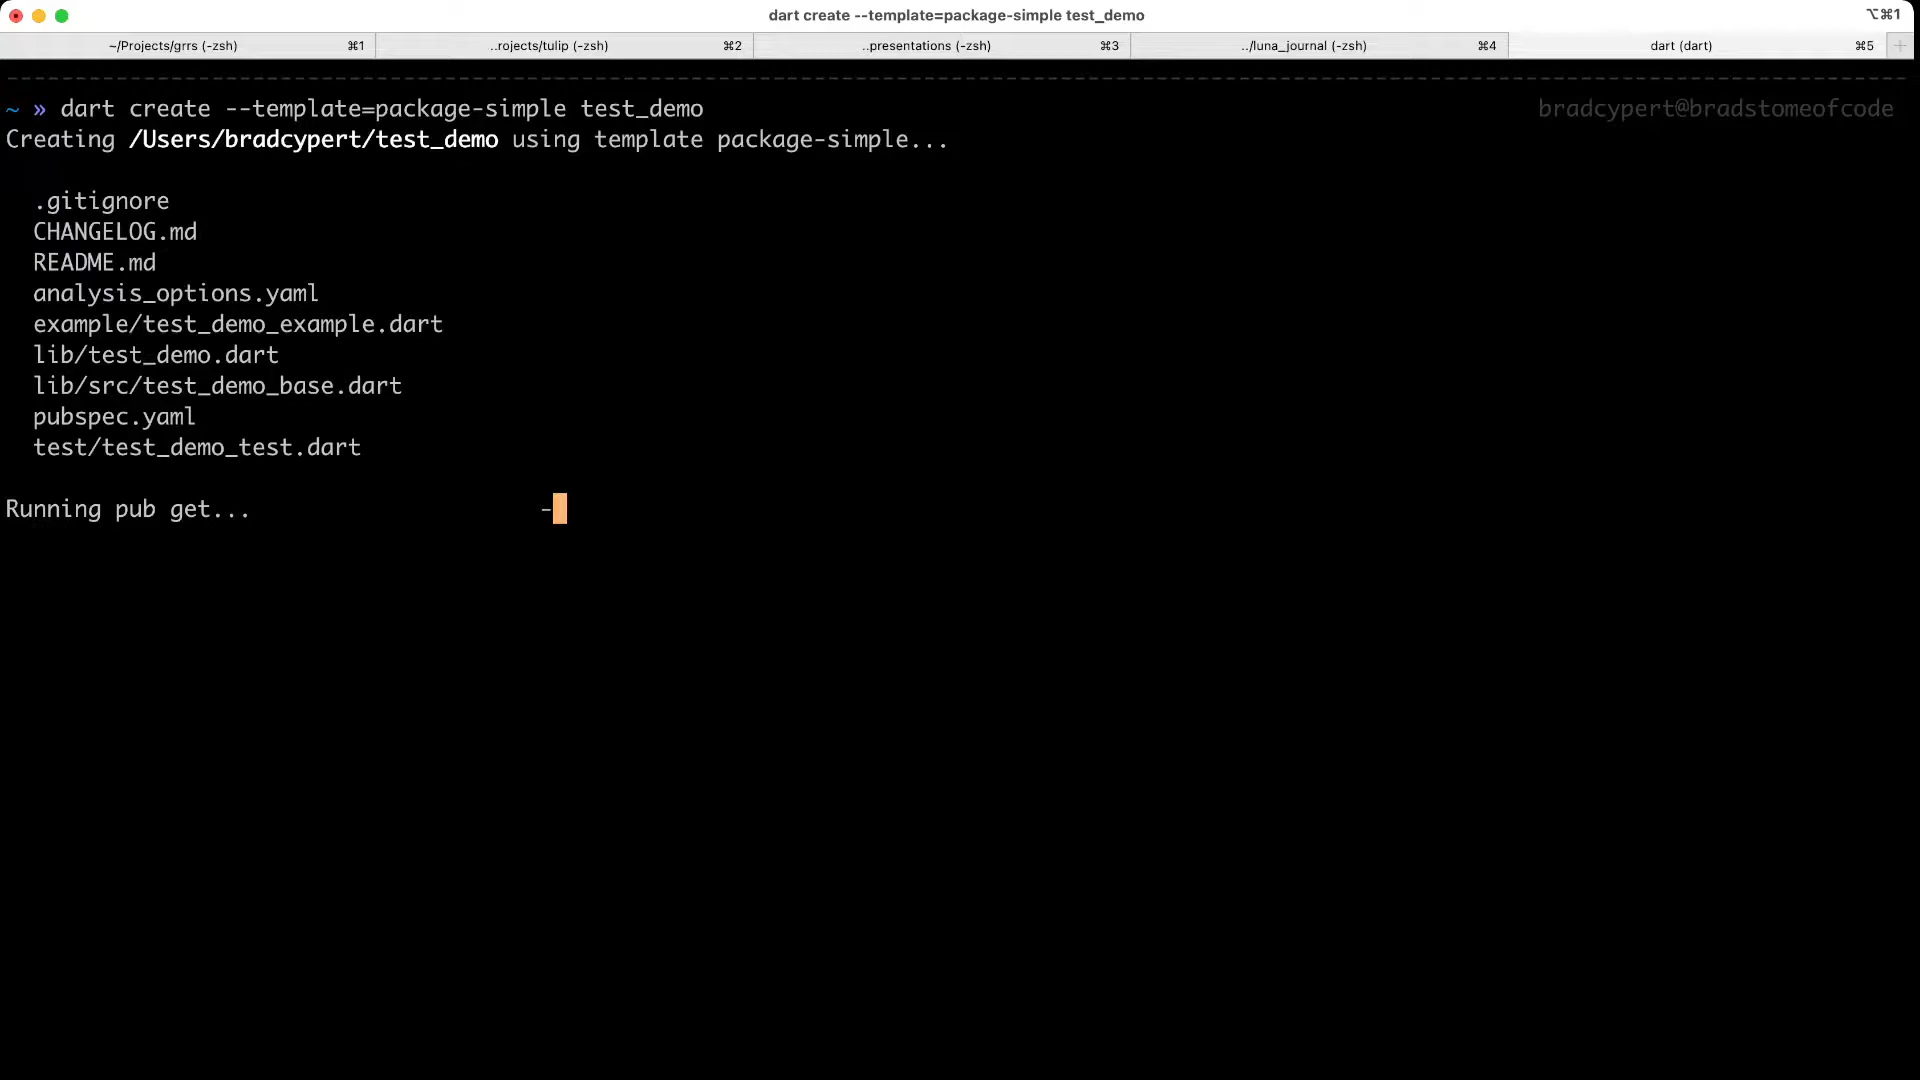 dart create --template=package-simple test_demo
⌥⌘1
~/Projects/grrs (-zsh) ⌘1
..rojects/tulip (-zsh) ⌘2
..presentations (-zsh) ⌘3
../luna_journal (-zsh) ⌘4
dart (dart) ⌘5
~ » dart create --template=package-simple test_demo bradcypert@bradstomeofcode
Creating /Users/bradcypert/test_demo using template package-simple...
.gitignore
CHANGELOG.md
README.md
analysis_options.yaml
example/test_demo_example.dart
lib/test_demo.dart
lib/src/test_demo_base.dart
pubspec.yaml
test/test_demo_test.dart
Running pub get... -